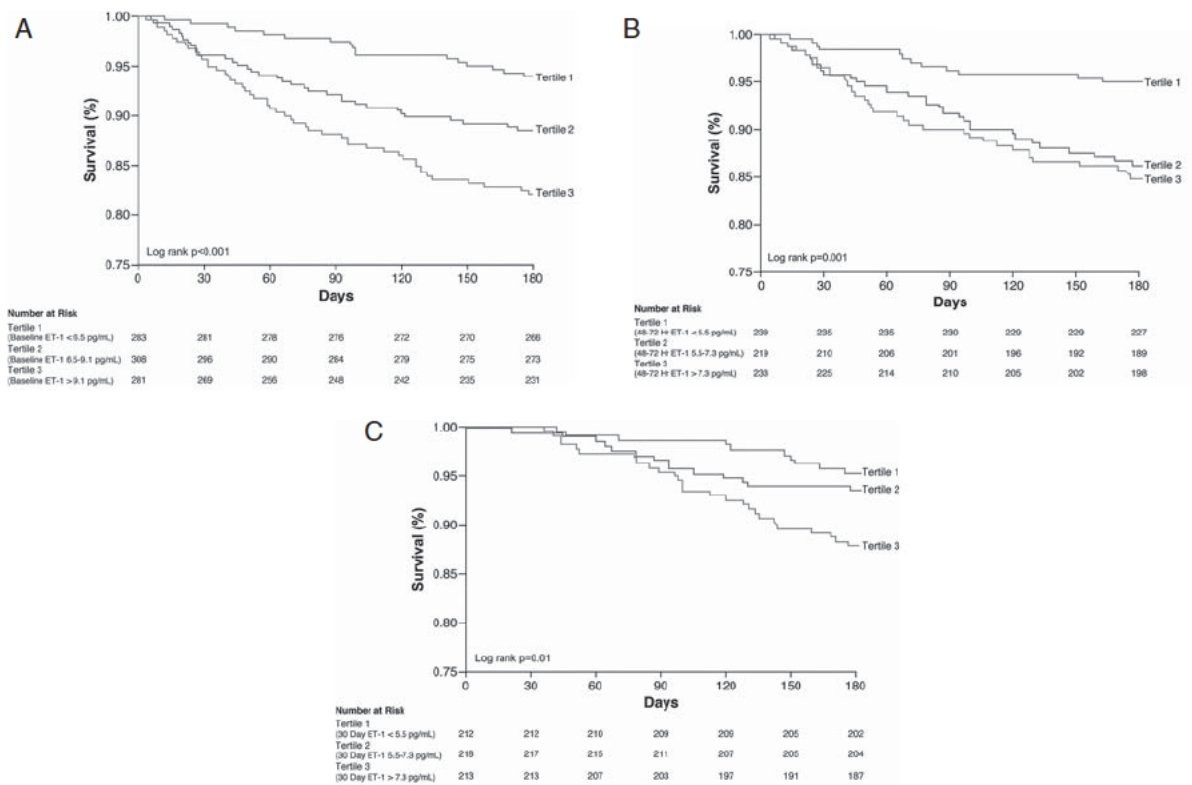 A
1.00
0.95
0.90
0.85
0.80
0.75
Survival (%)
Tertile 1
Tertile 2
Tertile 3
Log rank p<0.001
0 30 60 90 120 150 180
Days
Number at Risk
Tertile 1
(Baseline ET-1 <6.5 pg/mL) 283 281 278 276 272 270 266
Tertile 2
(Baseline ET-1 6.5-9.1 pg/mL) 308 296 290 284 279 275 273
Tertile 3
(Baseline ET-1 >9.1 pg/mL) 281 269 256 248 242 235 231
B
1.00
0.95
0.90
0.85
0.80
0.75
Survival (%)
Tertile 1
Tertile 2
Tertile 3
Log rank p=0.001
0 30 60 90 120 150 180
Days
Number at Risk
Tertile 1
(48-72 Hr ET-1 pg/mL) 239 235 235 230 229 229 227
Tertile 2
(48-72 Hr ET-1 5.5-7.3 pg/mL) 219 210 206 201 196 192 189
Tertile 3
(48-72 Hr ET-1 >7.3 pg/mL) 233 225 214 210 205 202 198
C
1.00
0.95
0.90
0.85
0.80
0.75
Survival (%)
Tertile 1
Tertile 2
Tertile 3
Log rank p=0.01
0 30 60 90 120 150 180
Days
Number at Risk
Tertile 1
(30 Day ET-1 < 5.5 pg/mL) 212 212 210 209 209 205 202
Tertile 2
(30 Day ET-1 5.5-7.3 pg/mL) 218 217 215 211 207 205 204
Tertile 3
(30 Day ET-1 > 7.3 pg/mL) 213 213 207 203 197 191 187